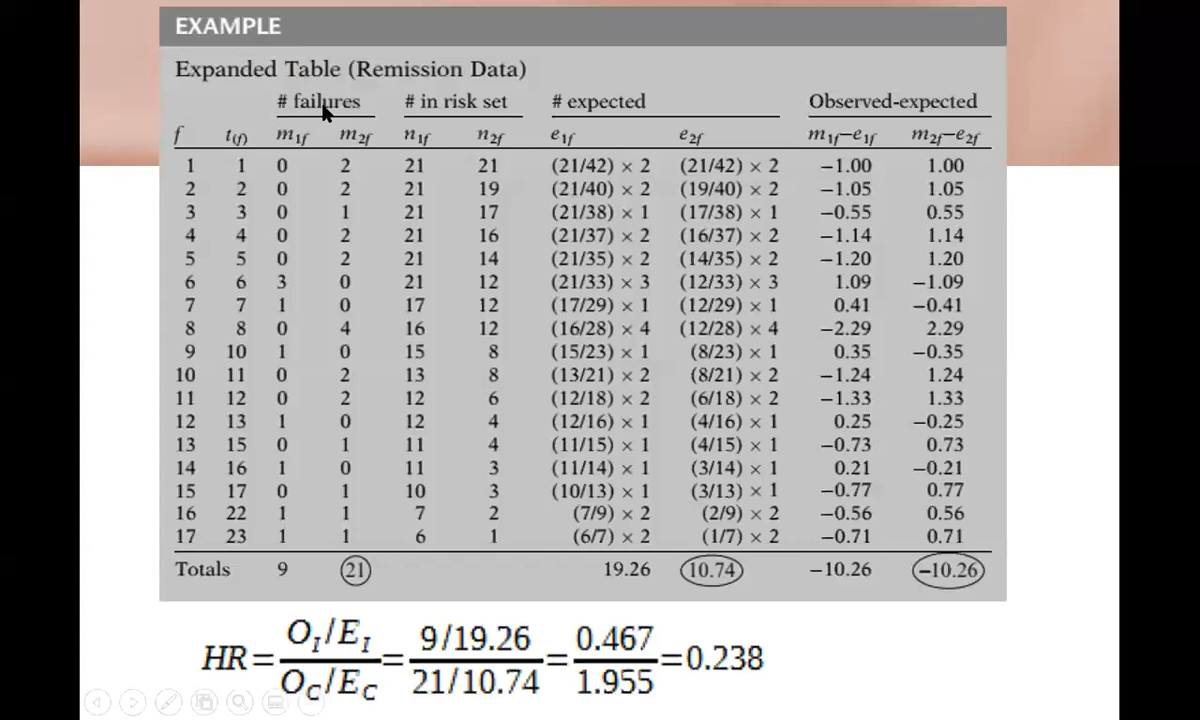 EXAMPLE
Expanded Table (Remission Data)
# failures # in risk set # expected Observed-expected
f t(f) m1f m2f n1f n2f e1f e2f m1f–e1f m2f–e2f
1 1 0 2 21 21 (21/42) × 2 (21/42) × 2 −1.00 1.00
2 2 0 2 21 19 (21/40) × 2 (19/40) × 2 −1.05 1.05
3 3 0 1 21 17 (21/38) × 1 (17/38) × 1 −0.55 0.55
4 4 0 2 21 16 (21/37) × 2 (16/37) × 2 −1.14 1.14
5 5 0 2 21 14 (21/35) × 2 (14/35) × 2 −1.20 1.20
6 6 3 0 21 12 (21/33) × 3 (12/33) × 3 1.09 −1.09
7 7 1 0 17 12 (17/29) × 1 (12/29) × 1 0.41 −0.41
8 8 0 4 16 12 (16/28) × 4 (12/28) × 4 −2.29 2.29
9 10 1 0 15 8 (15/23) × 1 (8/23) × 1 0.35 −0.35
10 11 0 2 13 8 (13/21) × 2 (8/21) × 2 −1.24 1.24
11 12 0 2 12 6 (12/18) × 2 (6/18) × 2 −1.33 1.33
12 13 1 0 12 4 (12/16) × 1 (4/16) × 1 0.25 −0.25
13 15 0 1 11 4 (11/15) × 1 (4/15) × 1 −0.73 0.73
14 16 1 0 11 3 (11/14) × 1 (3/14) × 1 0.21 −0.21
15 17 0 1 10 3 (10/13) × 1 (3/13) × 1 −0.77 0.77
16 22 1 1 7 2 (7/9) × 2 (2/9) × 2 −0.56 0.56
17 23 1 1 6 1 (6/7) × 2 (1/7) × 2 −0.71 0.71
Totals 9 21 19.26 10.74 −10.26 −10.26
HR = (O_I/E_I)/(O_C/E_C) = (9/19.26)/(21/10.74) = 0.467/1.955 = 0.238